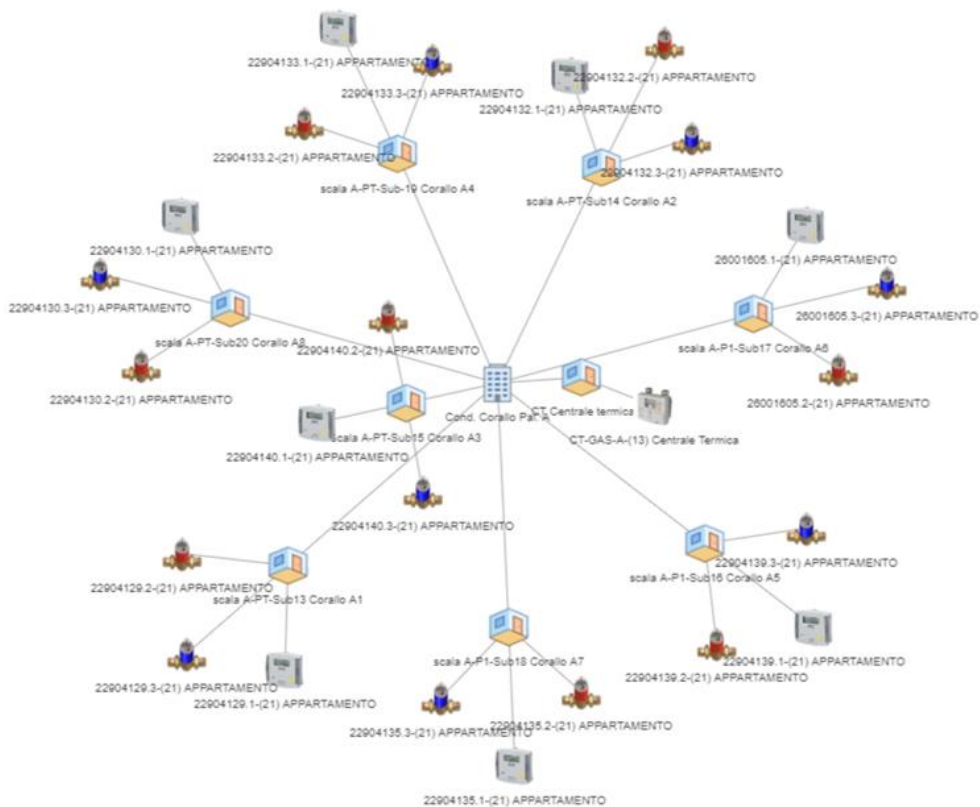 22904133.1-(21) APPARTAMENTO
22904132.2-(21) APPARTAMENTO
22904133.3-(21) APPARTAMENTO
22904132.1-(21) APPARTAMENTO
22904133.2-(21) APPARTAMENTO
22904132.3-(21) APPARTAMENTO
scala A-PT-Sub-19 Corallo A4
scala A-PT-Sub14 Corallo A2
22904130.1-(21) APPARTAMENTO
26001605.1-(21) APPARTAMENTO
22904130.3-(21) APPARTAMENTO
26001605.3-(21) APPARTAMENTO
scala A-PT-Sub20 Corallo A8
22904140.2-(21) APPARTAMENTO
scala A-P1-Sub17 Corallo A6
22904130.2-(21) APPARTAMENTO
26001605.2-(21) APPARTAMENTO
Cond. Corallo Pal. A
CT Centrale termica
scala A-PT-Sub15 Corallo A3
CT-GAS-A-(13) Centrale Termica
22904140.1-(21) APPARTAMENTO
22904140.3-(21) APPARTAMENTO
22904139.3-(21) APPARTAMENTO
scala A-P1-Sub16 Corallo A5
22904129.2-(21) APPARTAMENTO
scala A-PT-Sub13 Corallo A1
scala A-P1-Sub18 Corallo A7
22904139.1-(21) APPARTAMENTO
22904139.2-(21) APPARTAMENTO
22904129.3-(21) APPARTAMENTO
22904129.1-(21) APPARTAMENTO
22904135.2-(21) APPARTAMENTO
22904135.3-(21) APPARTAMENTO
22904135.1-(21) APPARTAMENTO